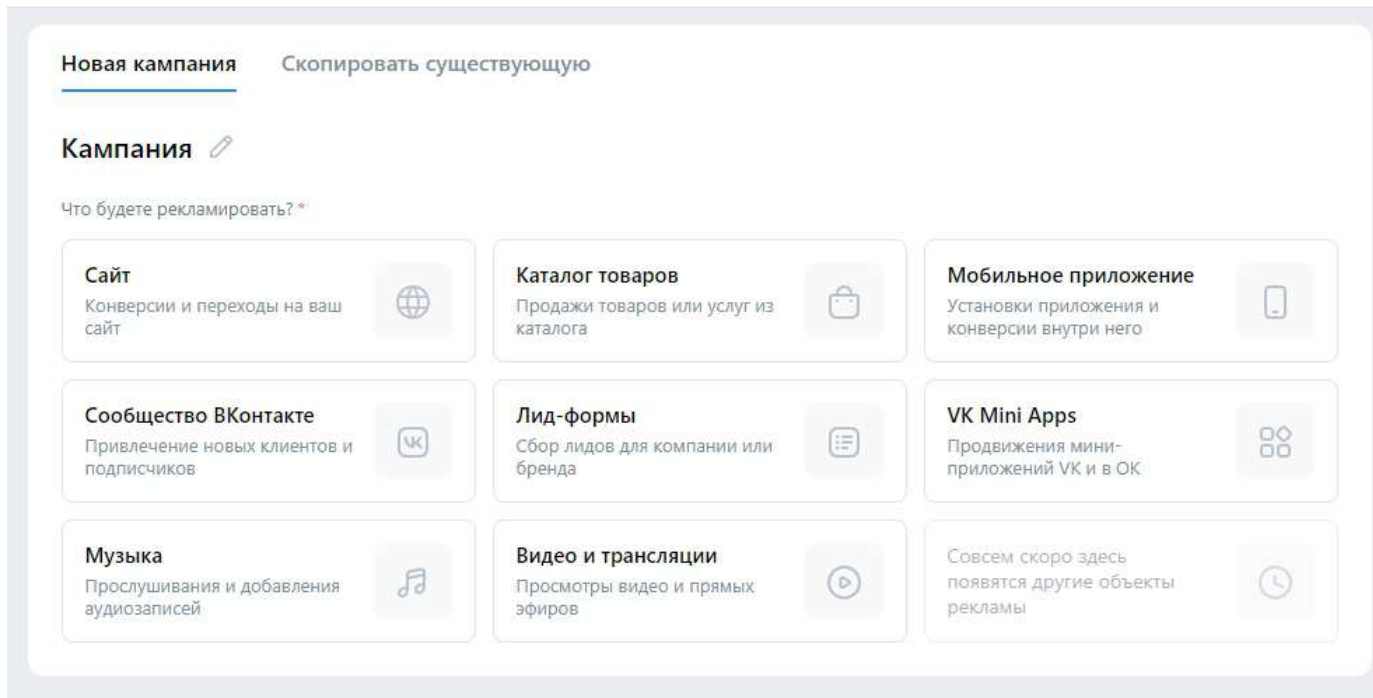 Новая кампания
Скопировать существующую
Кампания
Что будете рекламировать? *
Сайт
Конверсии и переходы на ваш
сайт
Каталог товаров
Продажи товаров или услуг из
каталога
Мобильное приложение
Установки приложения и
конверсии внутри него
Сообщество ВКонтакте
Привлечение новых клиентов и
подписчиков
Лид-формы
Сбор лидов для компании или
бренда
VK Mini Apps
Продвижения мини-
приложений VK и в ОК
Музыка
Прослушивания и добавления
аудиозаписей
Видео и трансляции
Просмотры видео и прямых
эфиров
Совсем скоро здесь
появятся другие объекты
рекламы